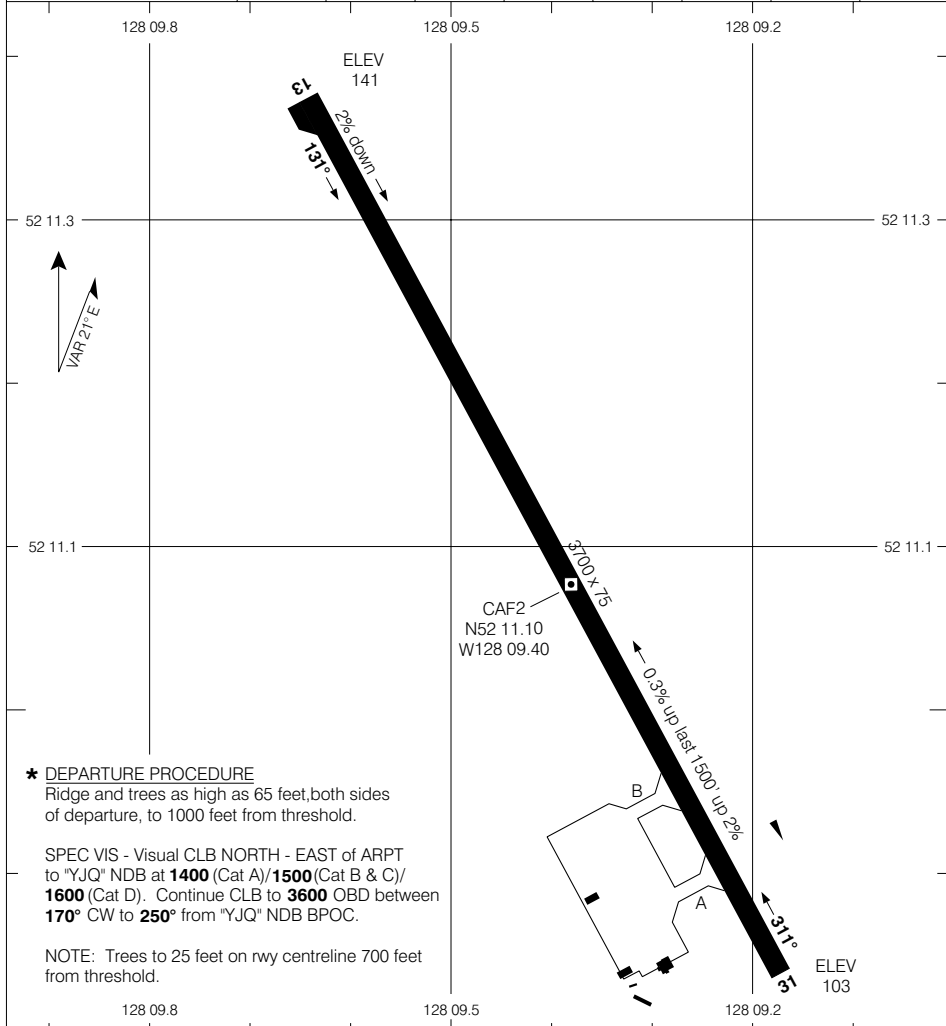 128 09.8
128 09.5
128 09.2
ELEV
141
13
2% down
131°
52 11.3
52 11.3
VAR 21° E
52 11.1
52 11.1
3700 x 75
CAF2
N52 11.10
W128 09.40
0.3% up last 1500' up 2%
* DEPARTURE PROCEDURE
Ridge and trees as high as 65 feet,both sides
of departure, to 1000 feet from threshold.
SPEC VIS - Visual CLB NORTH - EAST of ARPT
to "YJQ" NDB at 1400 (Cat A)/1500 (Cat B & C)/
1600 (Cat D). Continue CLB to 3600 OBD between
170° CW to 250° from "YJQ" NDB BPOC.
NOTE: Trees to 25 feet on rwy centreline 700 feet
from threshold.
B
A
311°
31
ELEV
103
128 09.8
128 09.5
128 09.2